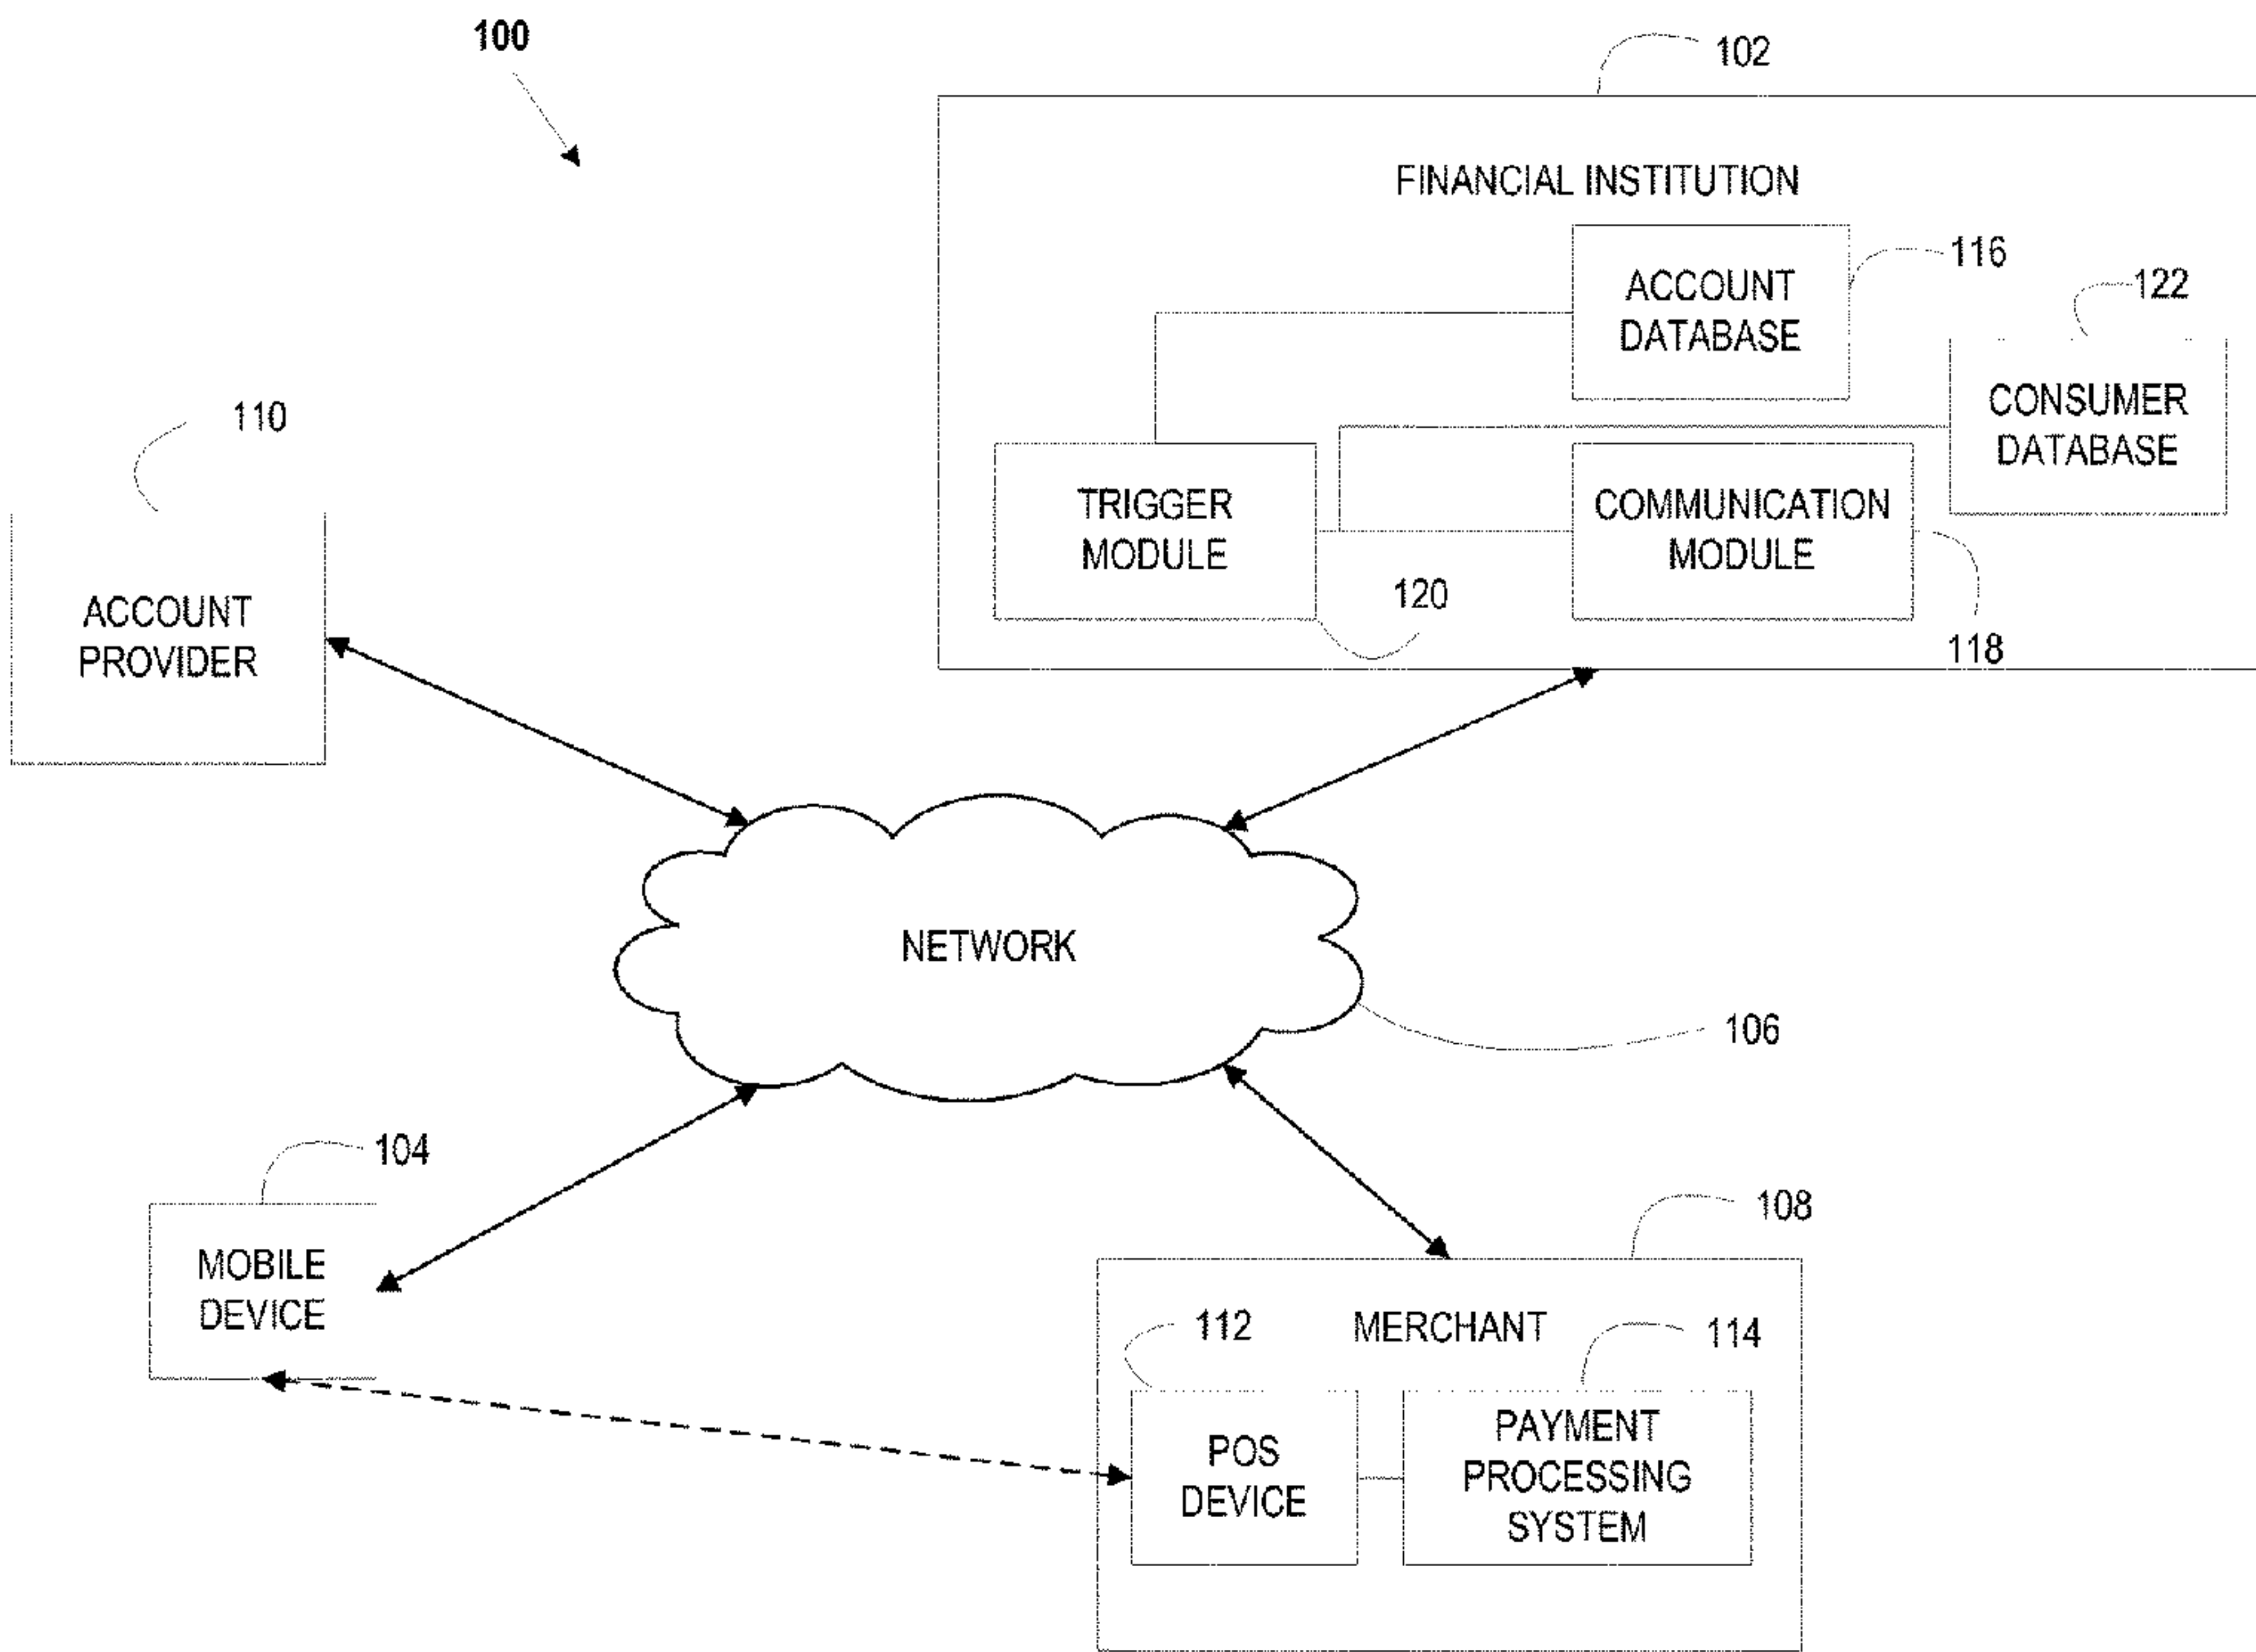 100
102
FINANCIAL INSTITUTION
116
ACCOUNT
DATABASE
122
CONSUMER
DATABASE
110
TRIGGER
MODULE
COMMUNICATION
MODULE
120
118
ACCOUNT
PROVIDER
NETWORK
106
104
MOBILE
DEVICE
108
MERCHANT
112
114
POS
DEVICE
PAYMENT
PROCESSING
SYSTEM